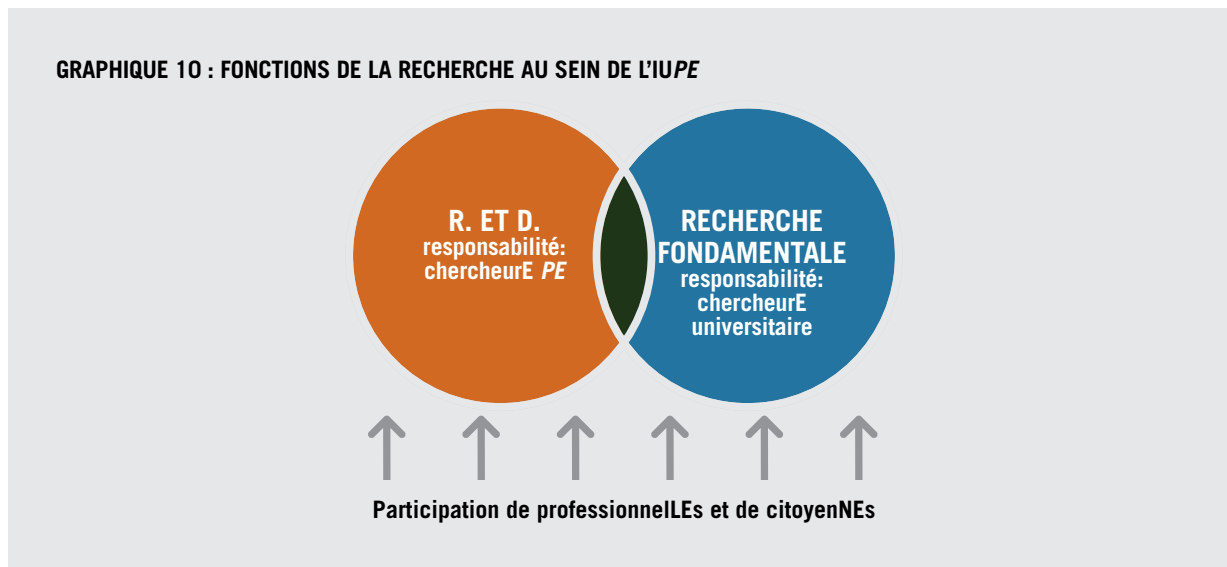 GRAPHIQUE 10 : FONCTIONS DE LA RECHERCHE AU SEIN DE L'IUPE
R. ET D.
responsabilité:
chercheurE PE
RECHERCHE
FONDAMENTALE
responsabilité:
chercheurE
universitaire
Participation de professionnelLEs et de citoyenNEs